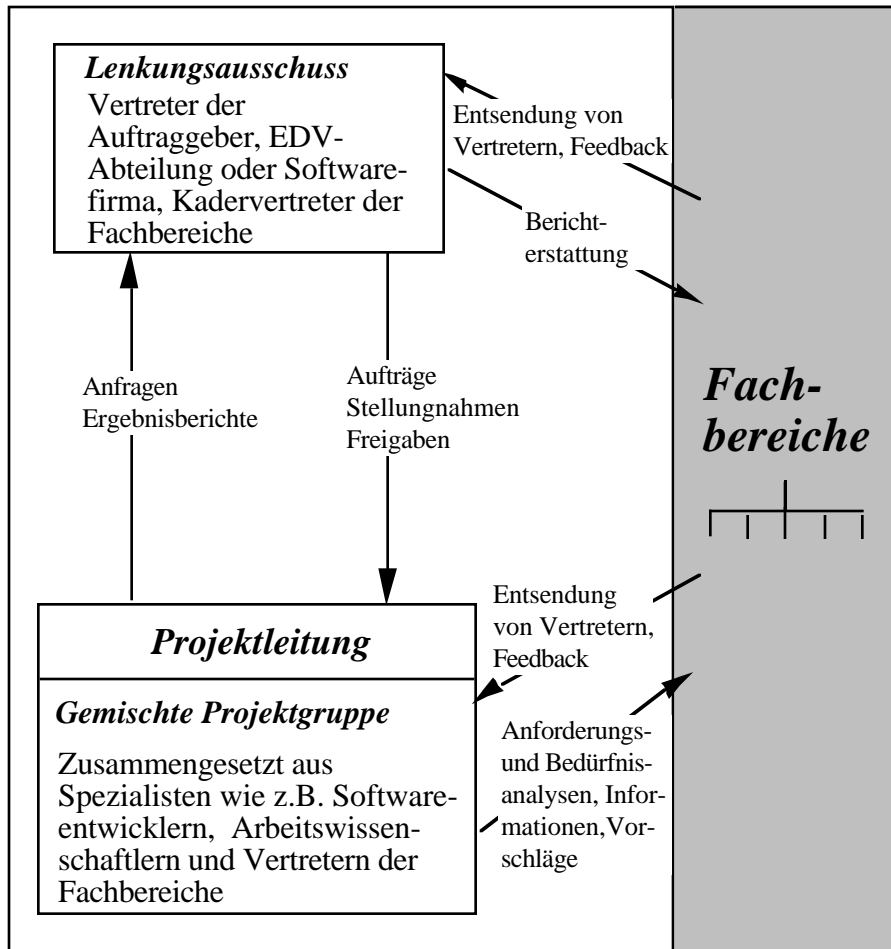 Lenkungsausschuss
Vertreter der
Auftraggeber, EDV-
Abteilung oder Software-
firma, Kadervertreter der
Fachbereiche
Entsendung von
Vertretern, Feedback
Bericht-
erstattung
Anfragen
Ergebnisberichte
Aufträge
Stellungnahmen
Freigaben
Fach-
bereiche
Entsendung
von Vertretern,
Feedback
Projektleitung
Gemischte Projektgruppe
Zusammengesetzt aus
Spezialisten wie z.B. Software-
entwicklern, Arbeitswissen-
schaftlern und Vertretern der
Fachbereiche
Anforderungs-
und Bedürfnis-
analysen, Infor-
mationen,Vor-
schläge